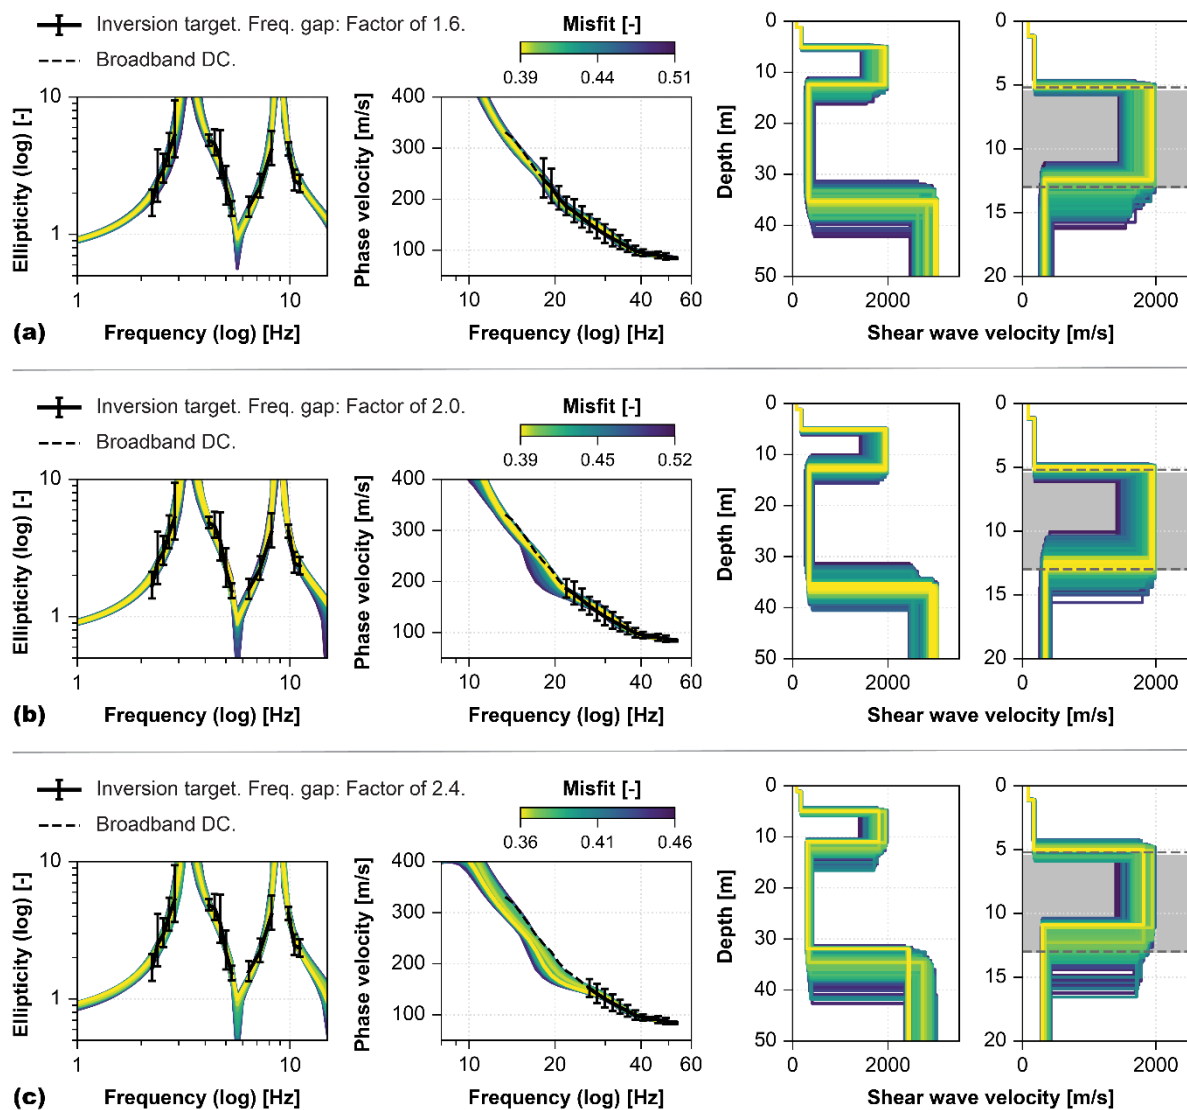 Inversion target. Freq. gap: Factor of 1.6.
Broadband DC.
Misfit [-]
0.39 0.44 0.51
Ellipticity (log) [-]
10
1
1 10
Frequency (log) [Hz]
Phase velocity [m/s]
400
300
200
100
10 20 40 60
Frequency (log) [Hz]
Depth [m]
0
10
20
30
40
50
0 2000
0
5
10
15
20
0 2000
Shear wave velocity [m/s]
(a)
Inversion target. Freq. gap: Factor of 2.0.
Broadband DC.
Misfit [-]
0.39 0.45 0.52
Ellipticity (log) [-]
10
1
1 10
Frequency (log) [Hz]
Phase velocity [m/s]
400
300
200
100
10 20 40 60
Frequency (log) [Hz]
Depth [m]
0
10
20
30
40
50
0 2000
0
5
10
15
20
0 2000
Shear wave velocity [m/s]
(b)
Inversion target. Freq. gap: Factor of 2.4.
Broadband DC.
Misfit [-]
0.36 0.41 0.46
Ellipticity (log) [-]
10
1
1 10
Frequency (log) [Hz]
Phase velocity [m/s]
400
300
200
100
10 20 40 60
Frequency (log) [Hz]
Depth [m]
0
10
20
30
40
50
0 2000
0
5
10
15
20
0 2000
Shear wave velocity [m/s]
(c)